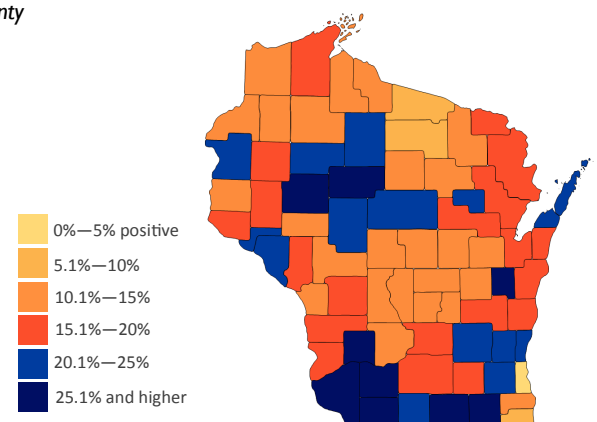 nty
0%—5% positive
5.1%—10%
10.1%—15%
15.1%—20%
20.1%—25%
25.1% and higher